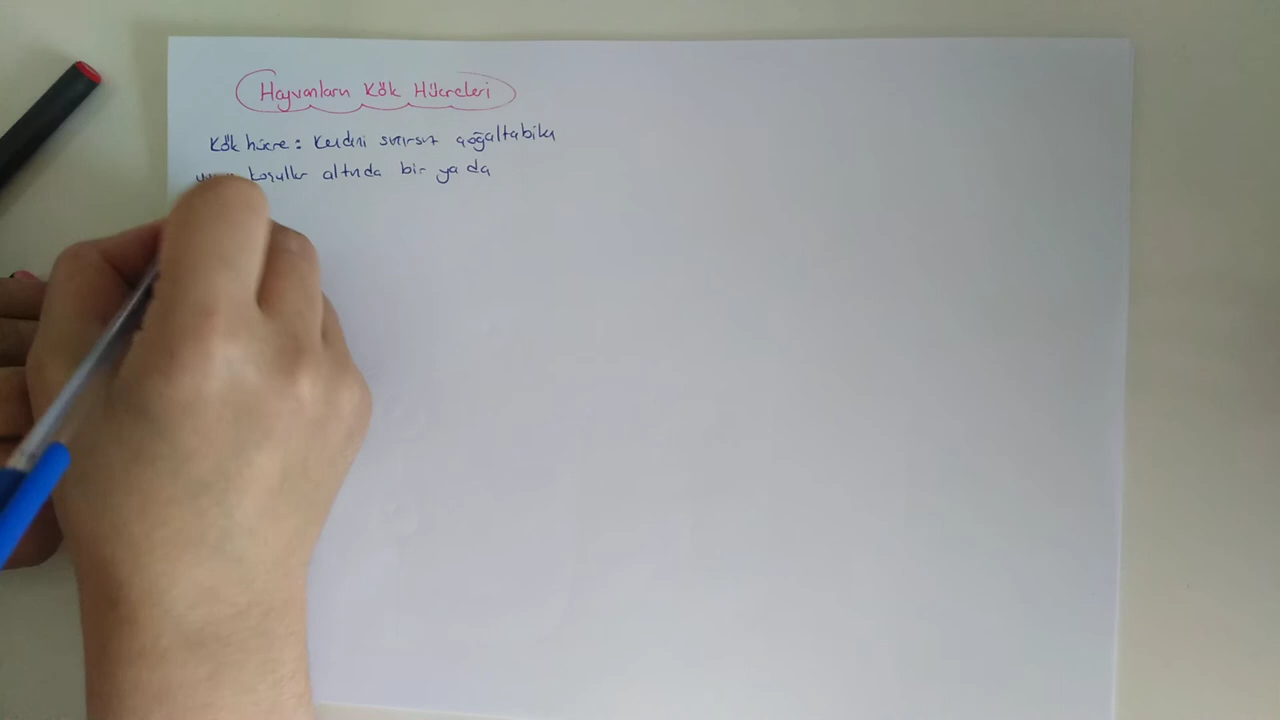 Hayvanların Kök Hücreleri
Kök hücre: Kendini sınırsız çoğaltabilen
koşullar altında bir ya da